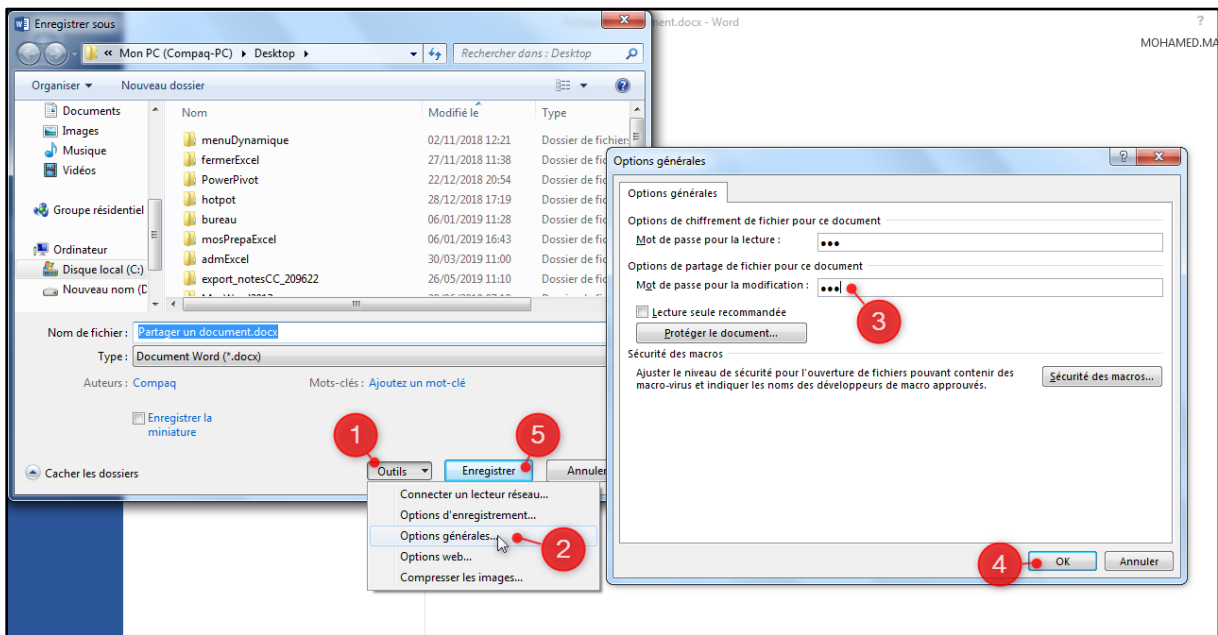 Enregistrer sous
ment.docx - Word
?
MOHAMED.MA
« Mon PC (Compaq-PC) Desktop
Rechercher dans : Desktop
Organiser
Nouveau dossier
Documents
Images
Musique
Vidéos
Groupe résidentiel
Ordinateur
Disque local (C:)
Nouveau nom (D
Nom Modifié le Type
menuDynamique 02/11/2018 12:21 Dossier de fichiers
fermerExcel 27/11/2018 11:38 Dossier de fic
PowerPivot 22/12/2018 20:54 Dossier de fic
hotpot 28/12/2018 17:19 Dossier de fic
bureau 06/01/2019 11:28 Dossier de fic
mosPrepaExcel 06/01/2019 16:43 Dossier de fic
admExcel 30/03/2019 11:00 Dossier de fic
export_notesCC_209622 26/05/2019 11:10 Dossier de fic
Nom de fichier : Partager un document.docx
Type : Document Word (*.docx)
Auteurs : Compaq
Mots-clés : Ajoutez un mot-clé
Enregistrer la
miniature
Cacher les dossiers
1
5
Outils
Enregistrer
Annuler
Connecter un lecteur réseau...
Options d'enregistrement...
Options générales...
2
Options web...
Compresser les images...
Options générales
?
Options générales
Options de chiffrement de fichier pour ce document
Mot de passe pour la lecture : •••
Options de partage de fichier pour ce document
Mot de passe pour la modification : •••
3
Lecture seule recommandée
Protéger le document...
Sécurité des macros
Ajuster le niveau de sécurité pour l'ouverture de fichiers pouvant contenir des
macro-virus et indiquer les noms des développeurs de macro approuvés.
Sécurité des macros...
4
OK
Annuler